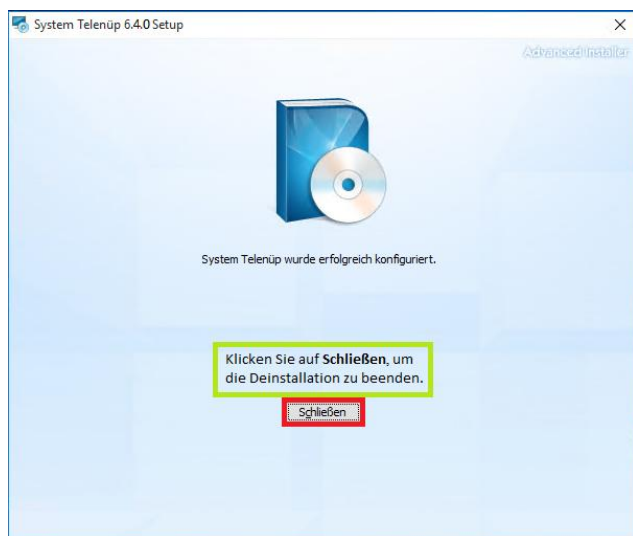 System Telenüp 6.4.0 Setup
Advanced Installer
System Telenüp wurde erfolgreich konfiguriert.
Klicken Sie auf Schließen, um
die Deinstallation zu beenden.
Schließen